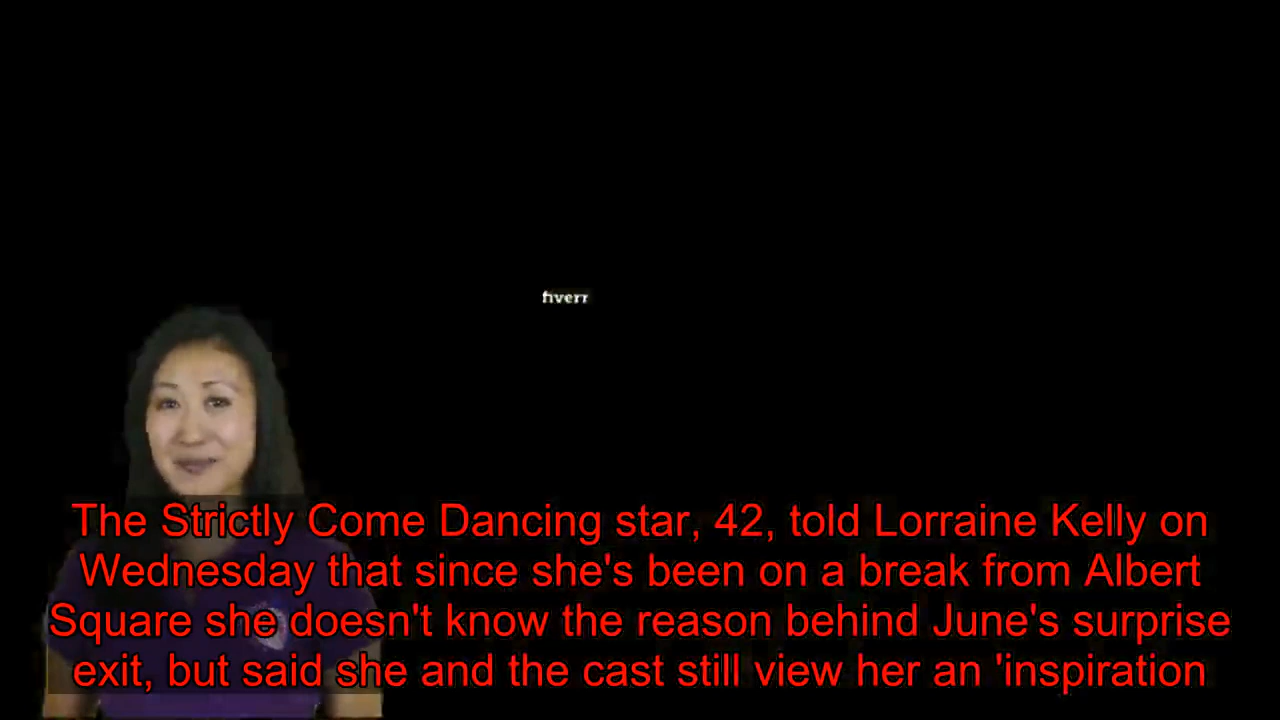 fiverr
The Strictly Come Dancing star, 42, told Lorraine Kelly on
Wednesday that since she's been on a break from Albert
Square she doesn't know the reason behind June's surprise
exit, but said she and the cast still view her an 'inspiration